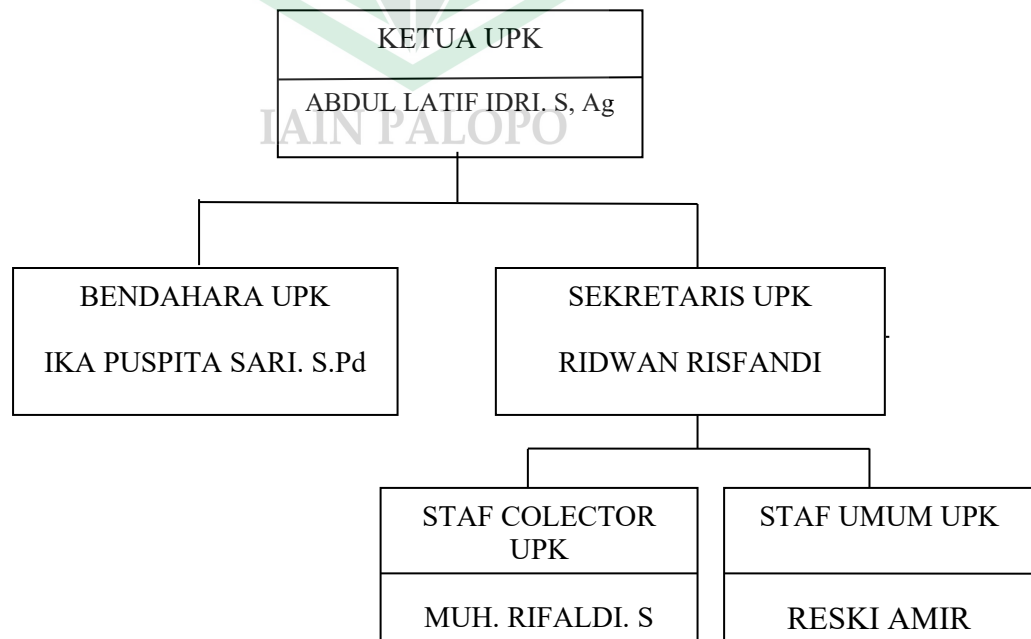 KETUA UPK
ABDUL LATIF IDRI. S, Ag
IAIN PALOPO
BENDAHARA UPK
IKA PUSPITA SARI. S.Pd
SEKRETARIS UPK
RIDWAN RISFANDI
STAF COLECTOR
UPK
MUH. RIFALDI. S
STAF UMUM UPK
RESKI AMIR